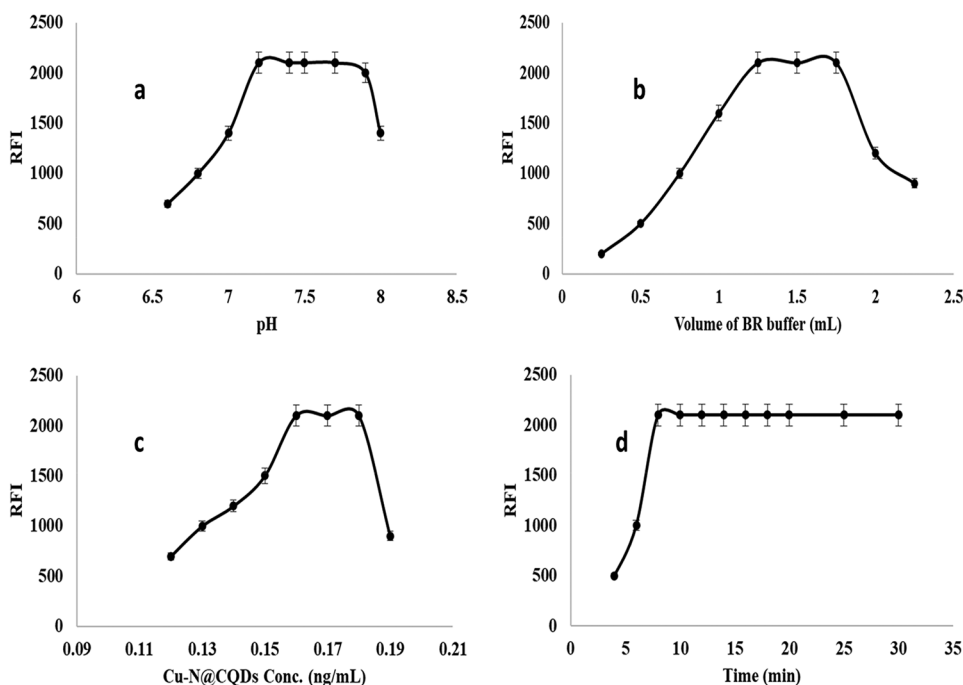 2500
2000
1500
1000
500
0
RFI
a
6 6.5 7 7.5 8 8.5
pH
2500
2000
1500
1000
500
0
RFI
b
0 0.5 1 1.5 2 2.5
Volume of BR buffer (mL)
2500
2000
1500
1000
500
0
RFI
c
0.09 0.11 0.13 0.15 0.17 0.19 0.21
Cu-N@CQDs Conc. (ng/mL)
2500
2000
1500
1000
500
0
RFI
d
0 5 10 15 20 25 30 35
Time (min)